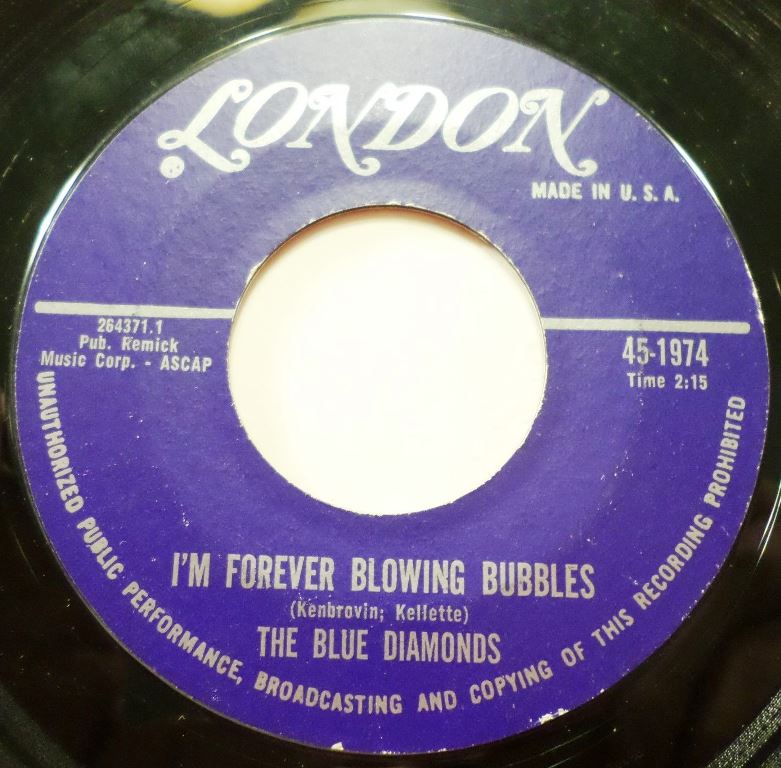 LONDON
®
MADE IN U. S. A.
264371.1
Pub. Remick
Music Corp. - ASCAP
45-1974
Time 2:15
I'M FOREVER BLOWING BUBBLES
(Kenbrovin; Kellette)
THE BLUE DIAMONDS
UNAUTHORIZED PUBLIC PERFORMANCE, BROADCASTING AND COPYING OF THIS RECORDING PROHIBITED